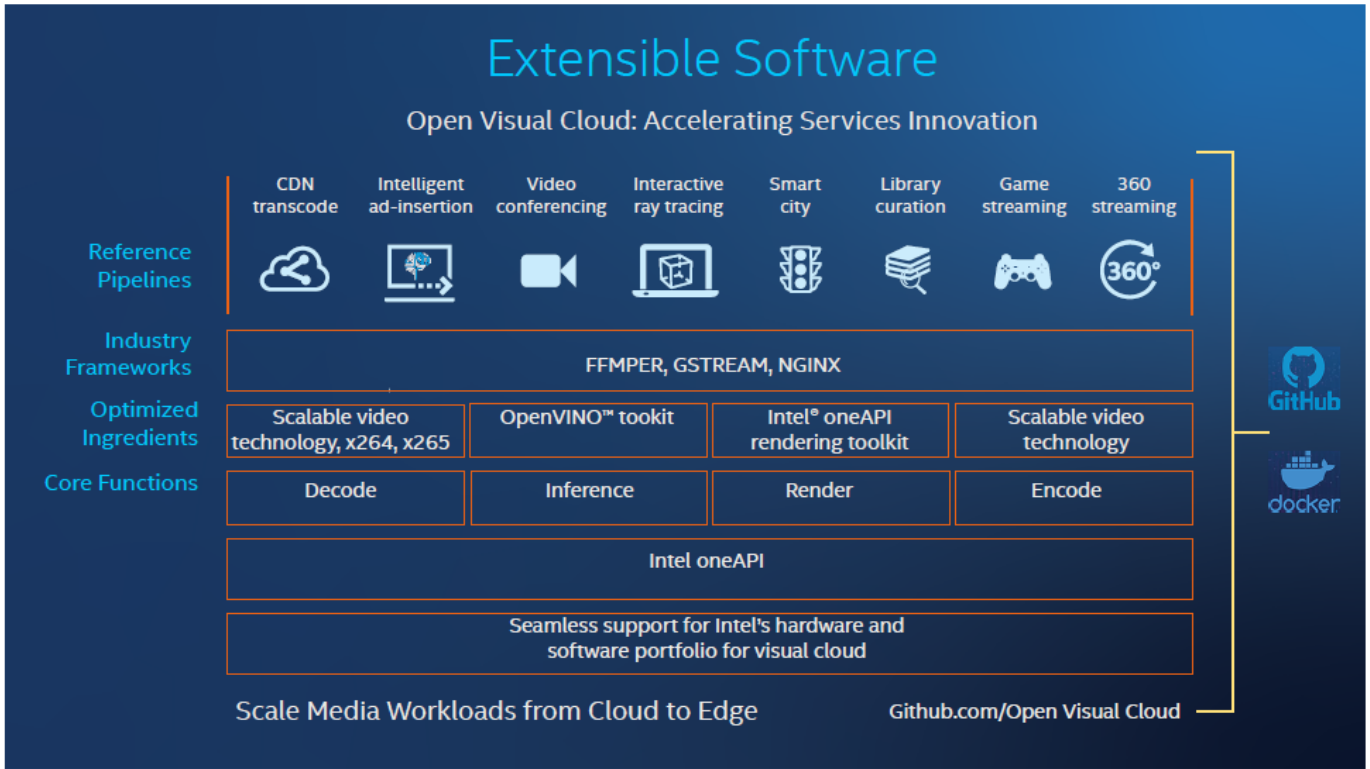 Extensible Software
Open Visual Cloud: Accelerating Services Innovation
CDN
transcode
Intelligent
ad-insertion
Video
conferencing
Interactive
ray tracing
Smart
city
Library
curation
Game
streaming
360
streaming
Reference
Pipelines
360°
Industry
Frameworks
FFMPER, GSTREAM, NGINX
Optimized
Ingredients
Scalable video
technology, x264, x265
OpenVINO™ tookit
Intel® oneAPI
rendering toolkit
Scalable video
technology
Core Functions
Decode
Inference
Render
Encode
Intel oneAPI
Seamless support for Intel's hardware and
software portfolio for visual cloud
Scale Media Workloads from Cloud to Edge
Github.com/Open Visual Cloud
GitHub
docker